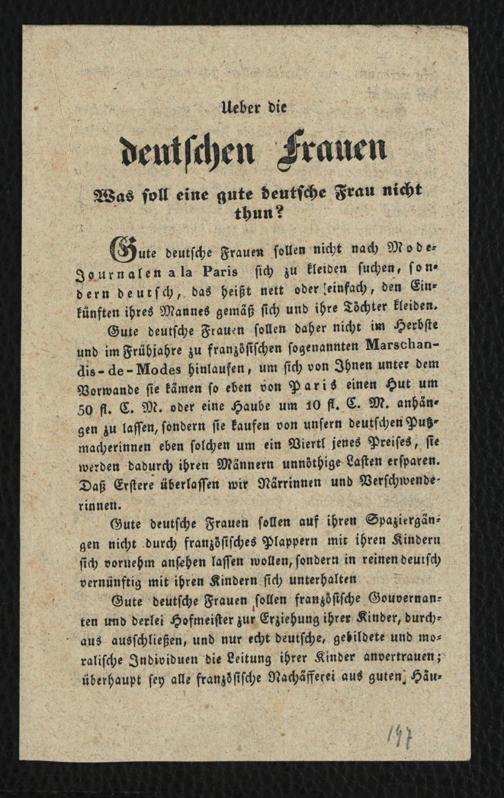 Ueber die
deutschen Frauen
Was soll eine gute deutsche Frau nicht
thun?
Gute deutsche Frauen sollen nicht nach Mode-
Journalen a la Paris sich zu kleiden suchen, son-
dern deutsch, das heißt nett oder einfach, den Ein-
künften ihres Mannes gemäß sich und ihre Töchter kleiden.
Gute deutsche Frauen sollen daher nicht im Herbste
und im Frühjahre zu französischen sogenannten Marschan-
dis-de-Modes hinlaufen, um sich von Ihnen unter dem
Vorwande sie kämen so eben von Paris einen Hut um
50 fl. C. M. oder eine Haube um 10 fl. C. M. anhän-
gen zu lassen, sondern sie kaufen von unsern deutschen Putz-
macherinnen eben solchen um ein Viertl jenes Preises, sie
werden dadurch ihren Männern unnöthige Lasten ersparen.
Daß Erstere überlassen wir Närrinnen und Verschwende-
rinnen.
Gute deutsche Frauen sollen auf ihren Spaziergän-
gen nicht durch französisches Plappern mit ihren Kindern
sich vornehm ansehen lassen wollen, sondern in reinen deutsch
vernünftig mit ihren Kindern sich unterhalten
Gute deutsche Frauen sollen französische Gouvernan-
ten und derlei Hofmeister zur Erziehung ihrer Kinder, durch-
aus ausschließen, und nur echt deutsche, gebildete und mo-
ralische Individuen die Leitung ihrer Kinder anvertrauen;
überhaupt sey alle französische Nachäfferei aus guten Häu-
197